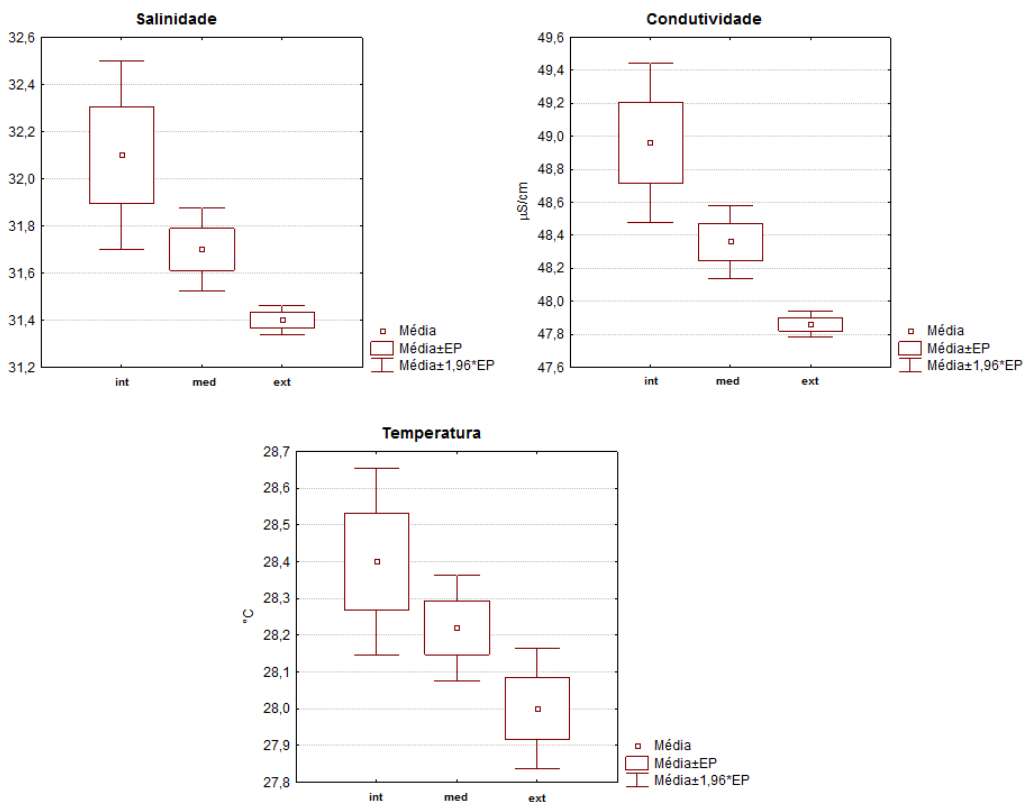 Salinidade
32,6
32,4
32,2
32,0
31,8
31,6
31,4
31,2
int med ext
Média
Média±EP
Média±1,96*EP
Condutividade
µS/cm
49,6
49,4
49,2
49,0
48,8
48,6
48,4
48,2
48,0
47,8
47,6
int med ext
Média
Média±EP
Média±1,96*EP
Temperatura
°C
28,7
28,6
28,5
28,4
28,3
28,2
28,1
28,0
27,9
27,8
int med ext
Média
Média±EP
Média±1,96*EP